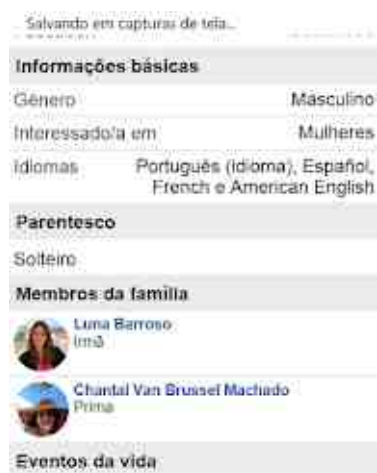 Salvando em capturas de tela...
Informações básicas
Gênero Masculino
Interessado/a em Mulheres
Idiomas Português (idioma), Español,
French e American English
Parentesco
Solteiro
Membros da família
Luna Barroso
Irmã
Chantal Van Brussel Machado
Prima
Eventos da vida